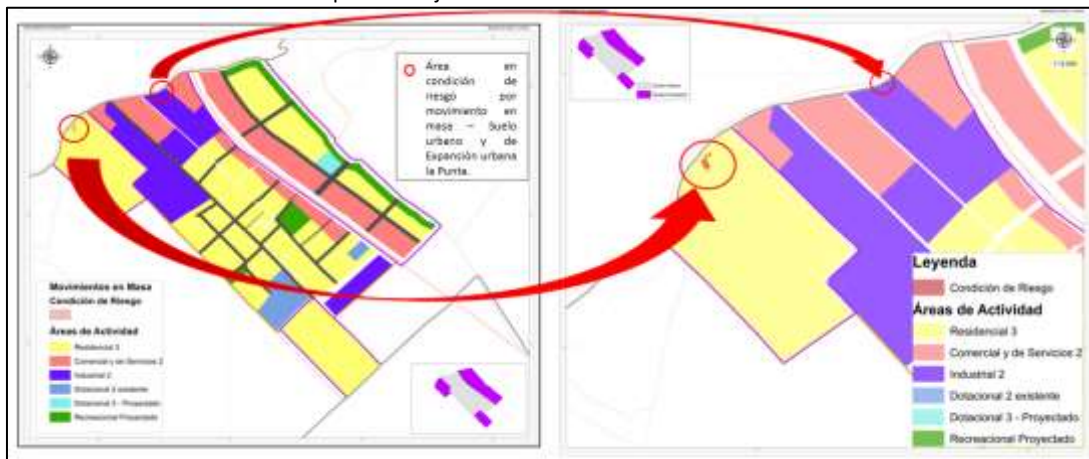 Área en
condición de
riesgo por
movimiento en
masa – Suelo
urbano y de
Expansión urbana
la Punta.
Movimientos en Masa
Condición de Riesgo
Áreas de Actividad
Residencial 3
Comercial y de Servicios 2
Industrial 2
Dotacional 2 existente
Dotacional 3 - Proyectado
Recreacional Proyectado
Leyenda
Condición de Riesgo
Áreas de Actividad
Residencial 3
Comercial y de Servicios 2
Industrial 2
Dotacional 2 existente
Dotacional 3 - Proyectado
Recreacional Proyectado